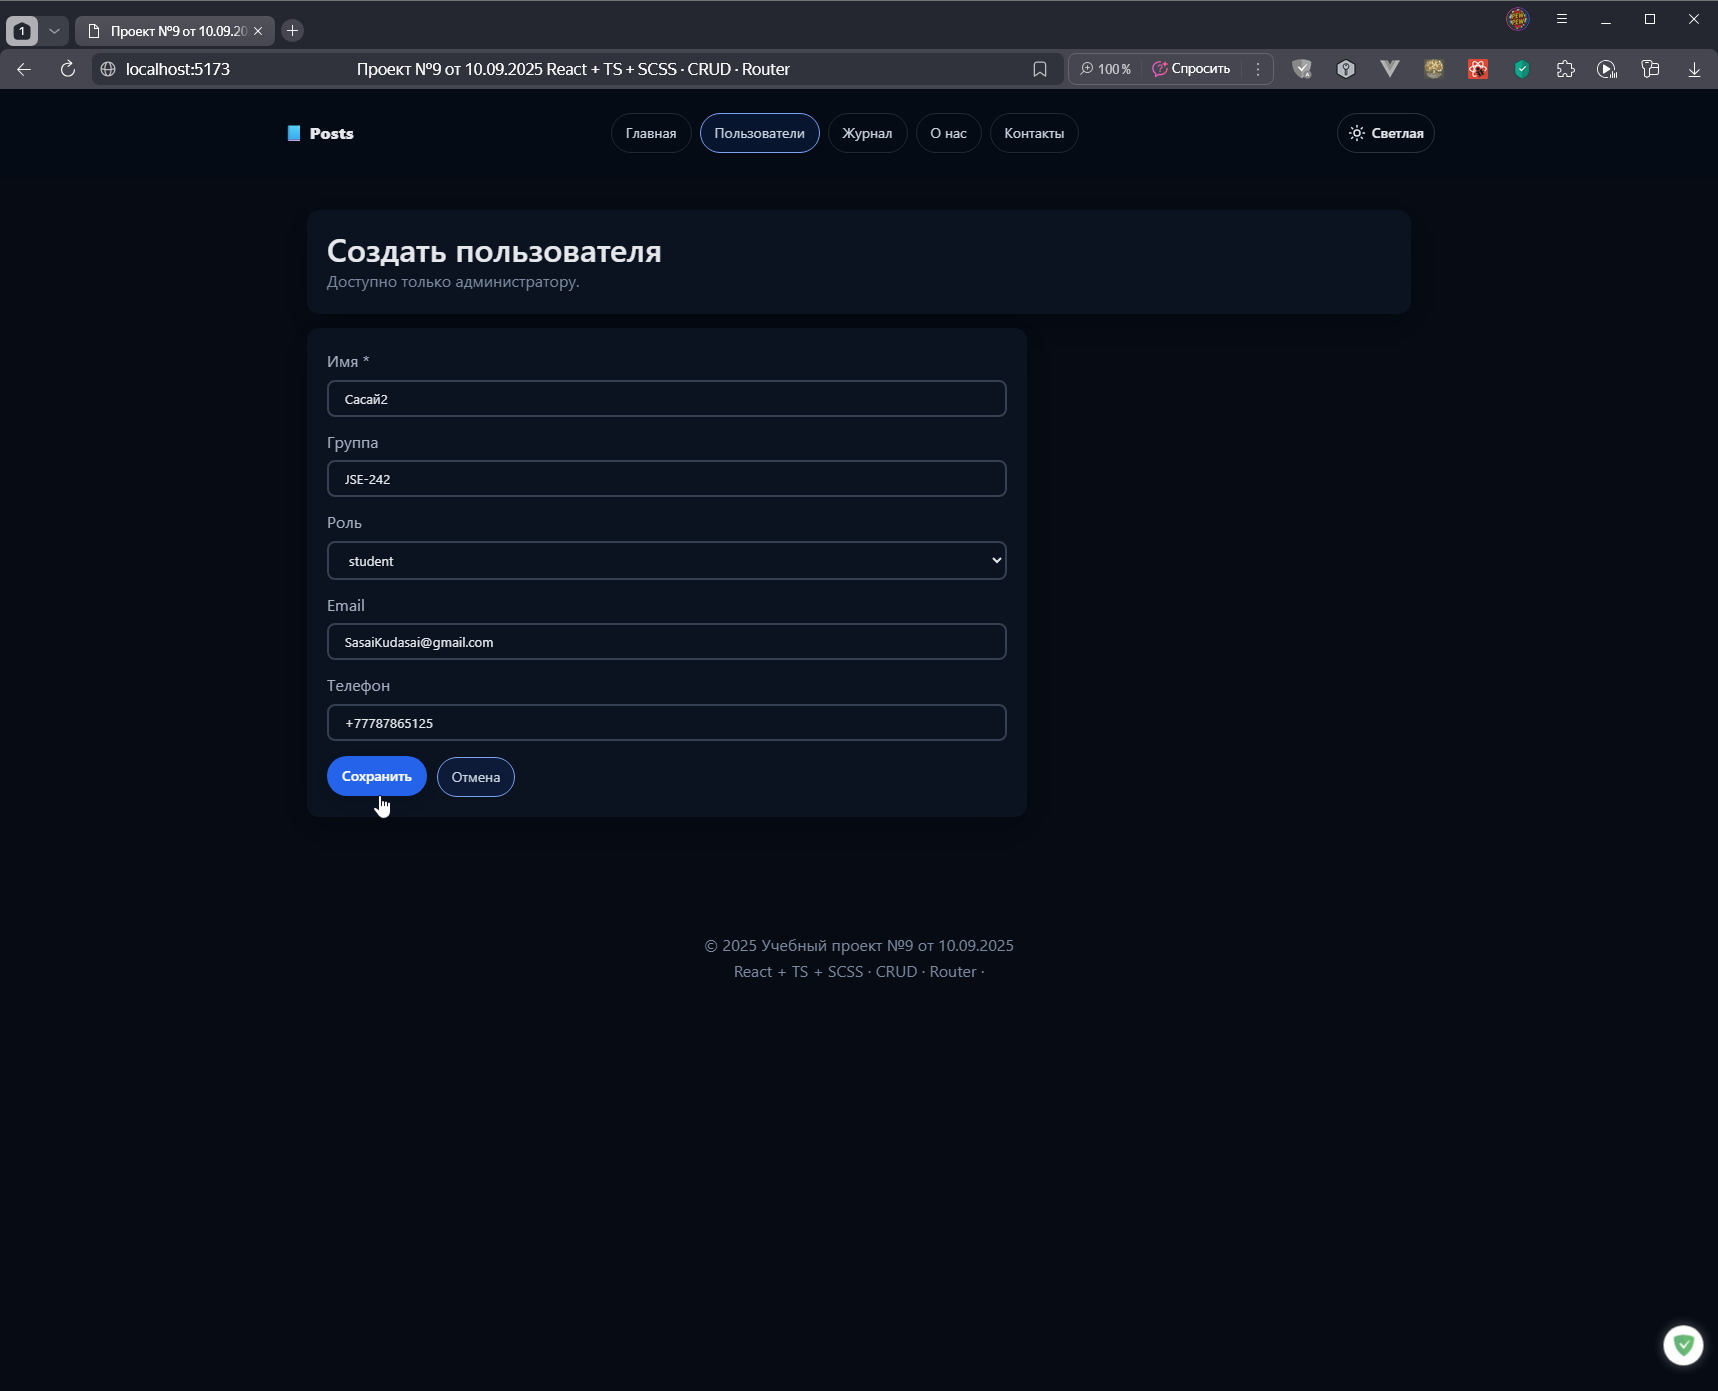 1
Проект №9 от 10.09.20
localhost:5173
Проект №9 от 10.09.2025 React + TS + SCSS · CRUD · Router
100 %
Спросить
Posts
Главная
Пользователи
Журнал
О нас
Контакты
Светлая
Создать пользователя
Доступно только администратору.
Имя *
Сасай2
Группа
JSE-242
Роль
student
Email
SasaiKudasai@gmail.com
Телефон
+77787865125
Сохранить
Отмена
© 2025 Учебный проект №9 от 10.09.2025
React + TS + SCSS · CRUD · Router ·